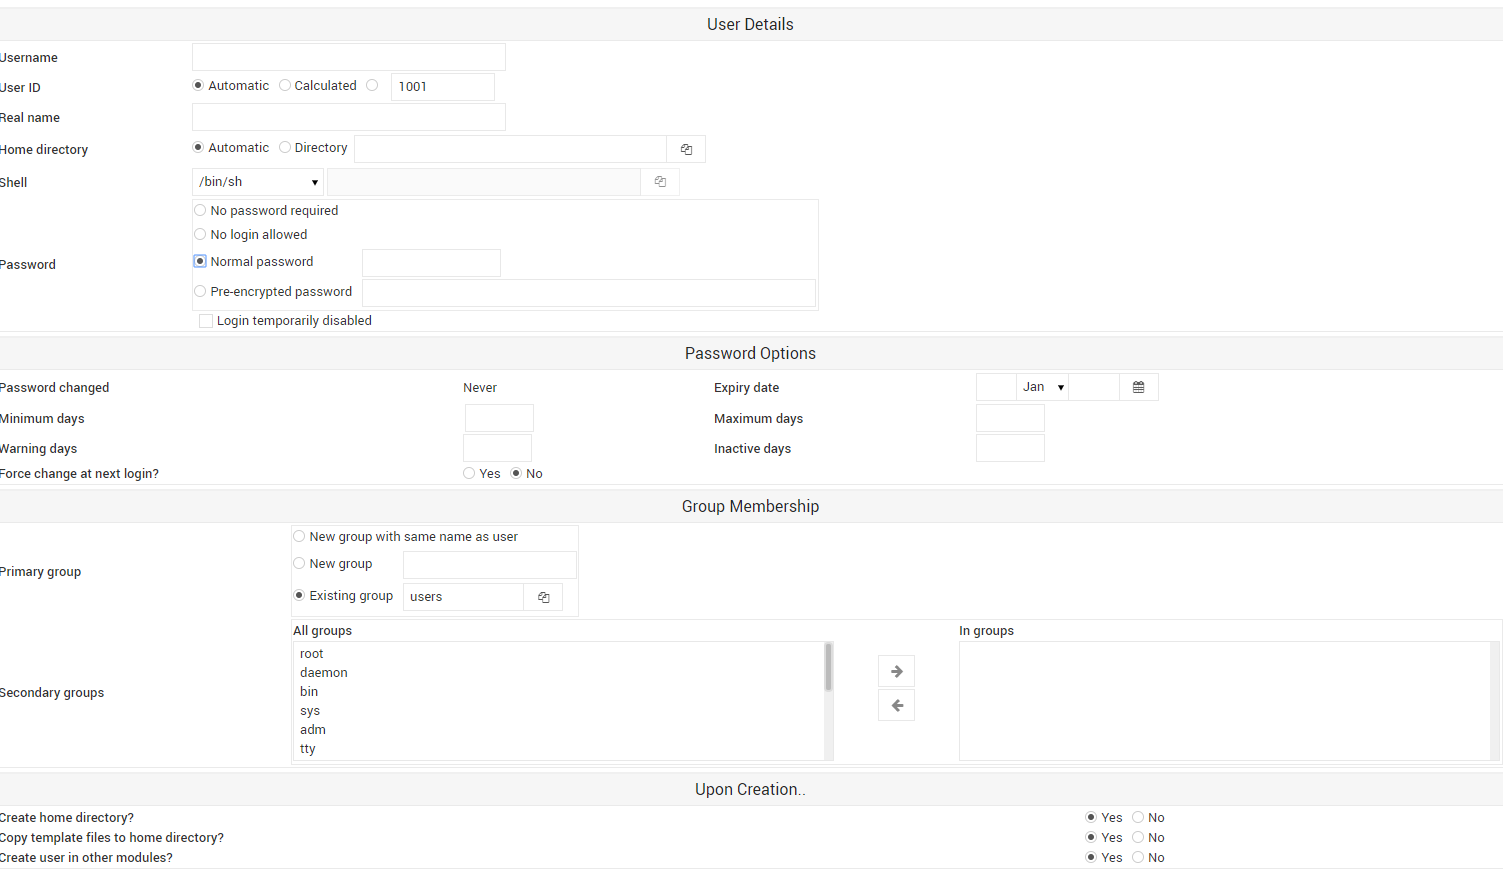 User Details
Username
User ID Automatic Calculated 1001
Real name
Home directory Automatic Directory
Shell /bin/sh
No password required
No login allowed
Password Normal password
Pre-encrypted password
Login temporarily disabled
Password Options
Password changed Never Expiry date Jan
Minimum days Maximum days
Warning days Inactive days
Force change at next login? Yes No
Group Membership
New group with same name as user
Primary group New group
Existing group users
All groups In groups
root
daemon
Secondary groups bin
sys
adm
tty
Upon Creation..
Create home directory? Yes No
Copy template files to home directory? Yes No
Create user in other modules? Yes No